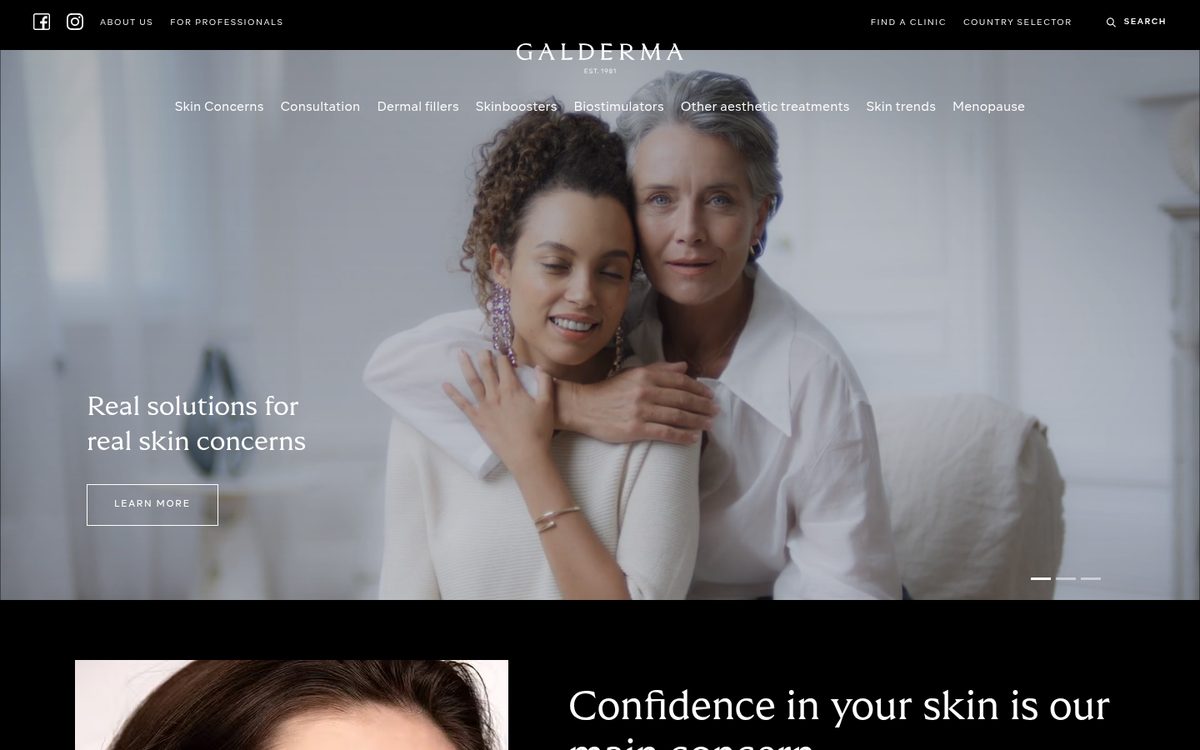 ABOUT US
FOR PROFESSIONALS
FIND A CLINIC
COUNTRY SELECTOR
SEARCH
GALDERMA
EST. 1981
Skin Concerns
Consultation
Dermal fillers
Skinboosters
Biostimulators
Other aesthetic treatments
Skin trends
Menopause
Real solutions for
real skin concerns
LEARN MORE
Confidence in your skin is our
main concern